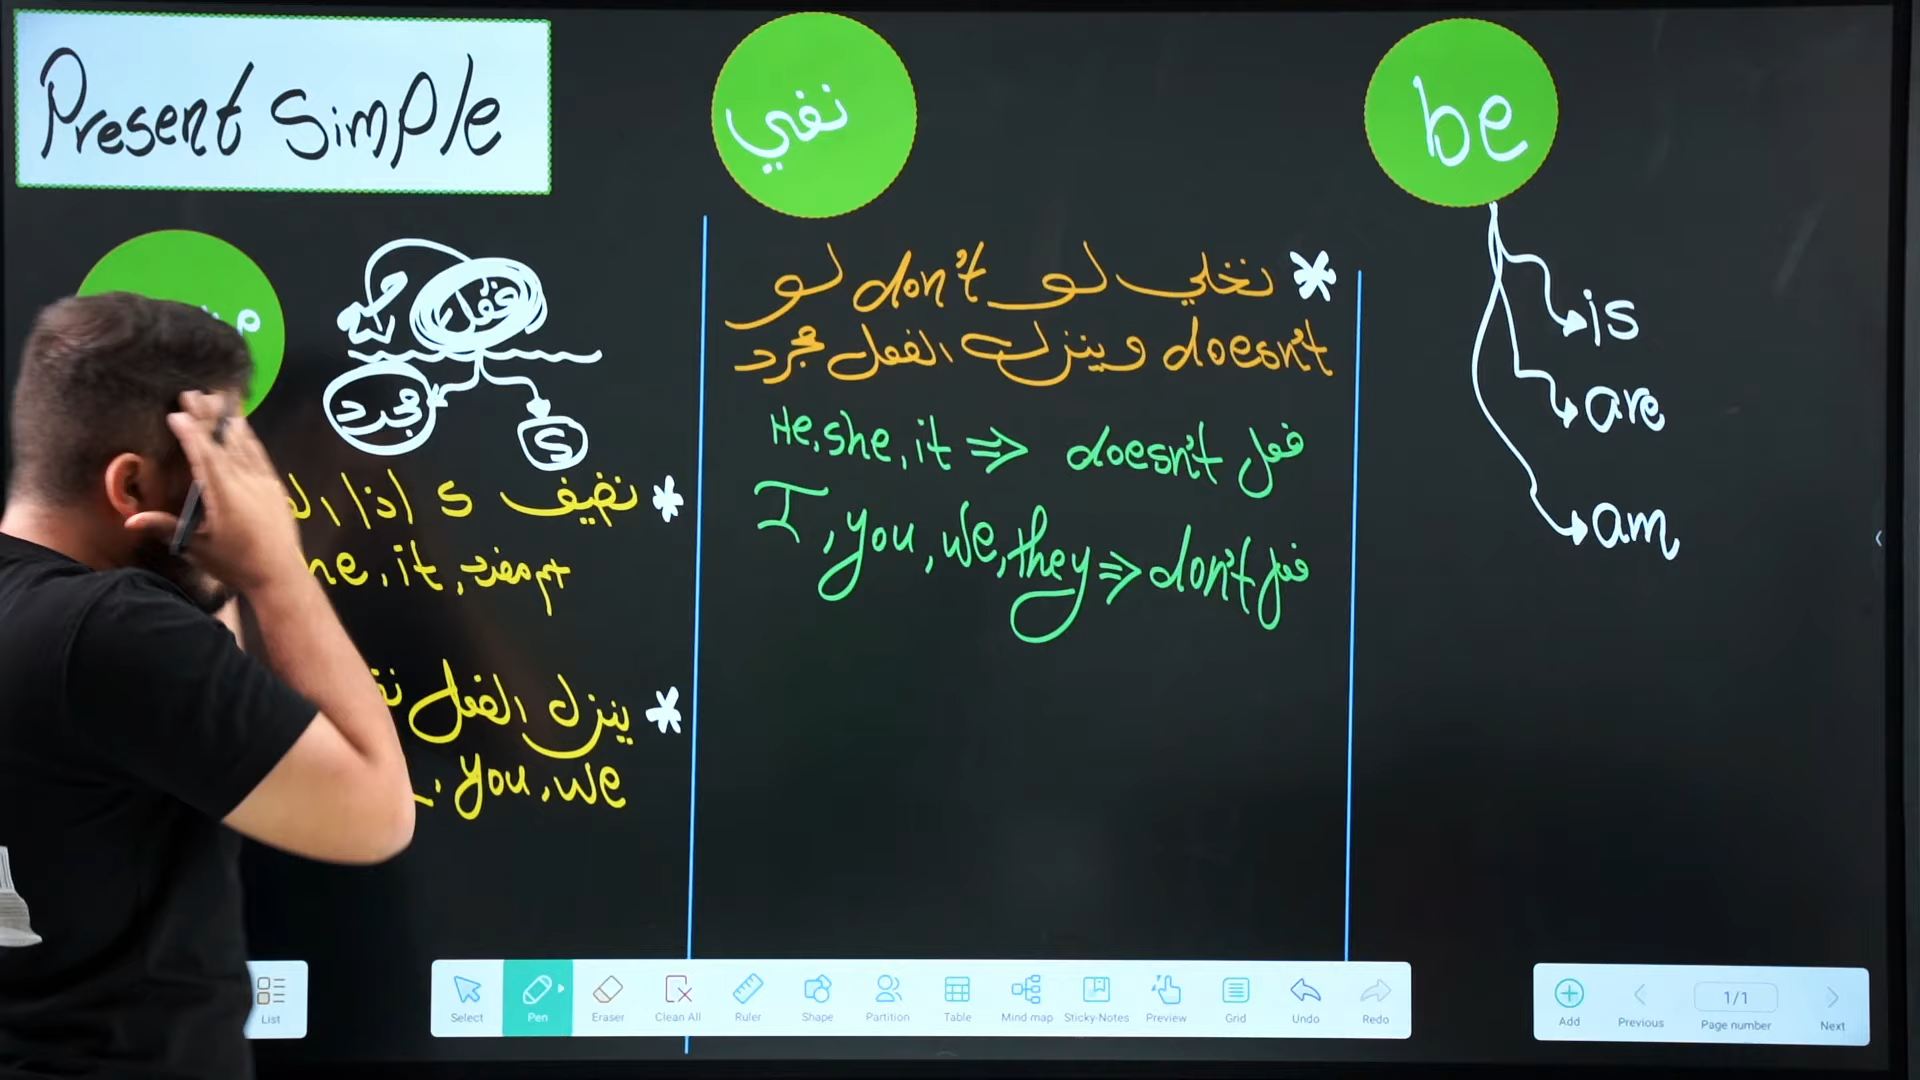 Present Simple
نفي
be
فعل
مجرد
s
* نضيف s اذا
he, it, اسم مفرد
* ينزل الفعل
you, we
* نخلي لو don't لو
doesn't وينزل الفعل مجرد
He, she, it ⇒ doesn't فعل
I, you, we, they ⇒ don't فعل
is
are
am
List
Select
Pen
Eraser
Clean All
Ruler
Shape
Partition
Table
Mind map
Sticky-Notes
Preview
Grid
Undo
Redo
Add
Previous
1/1
Page number
Next